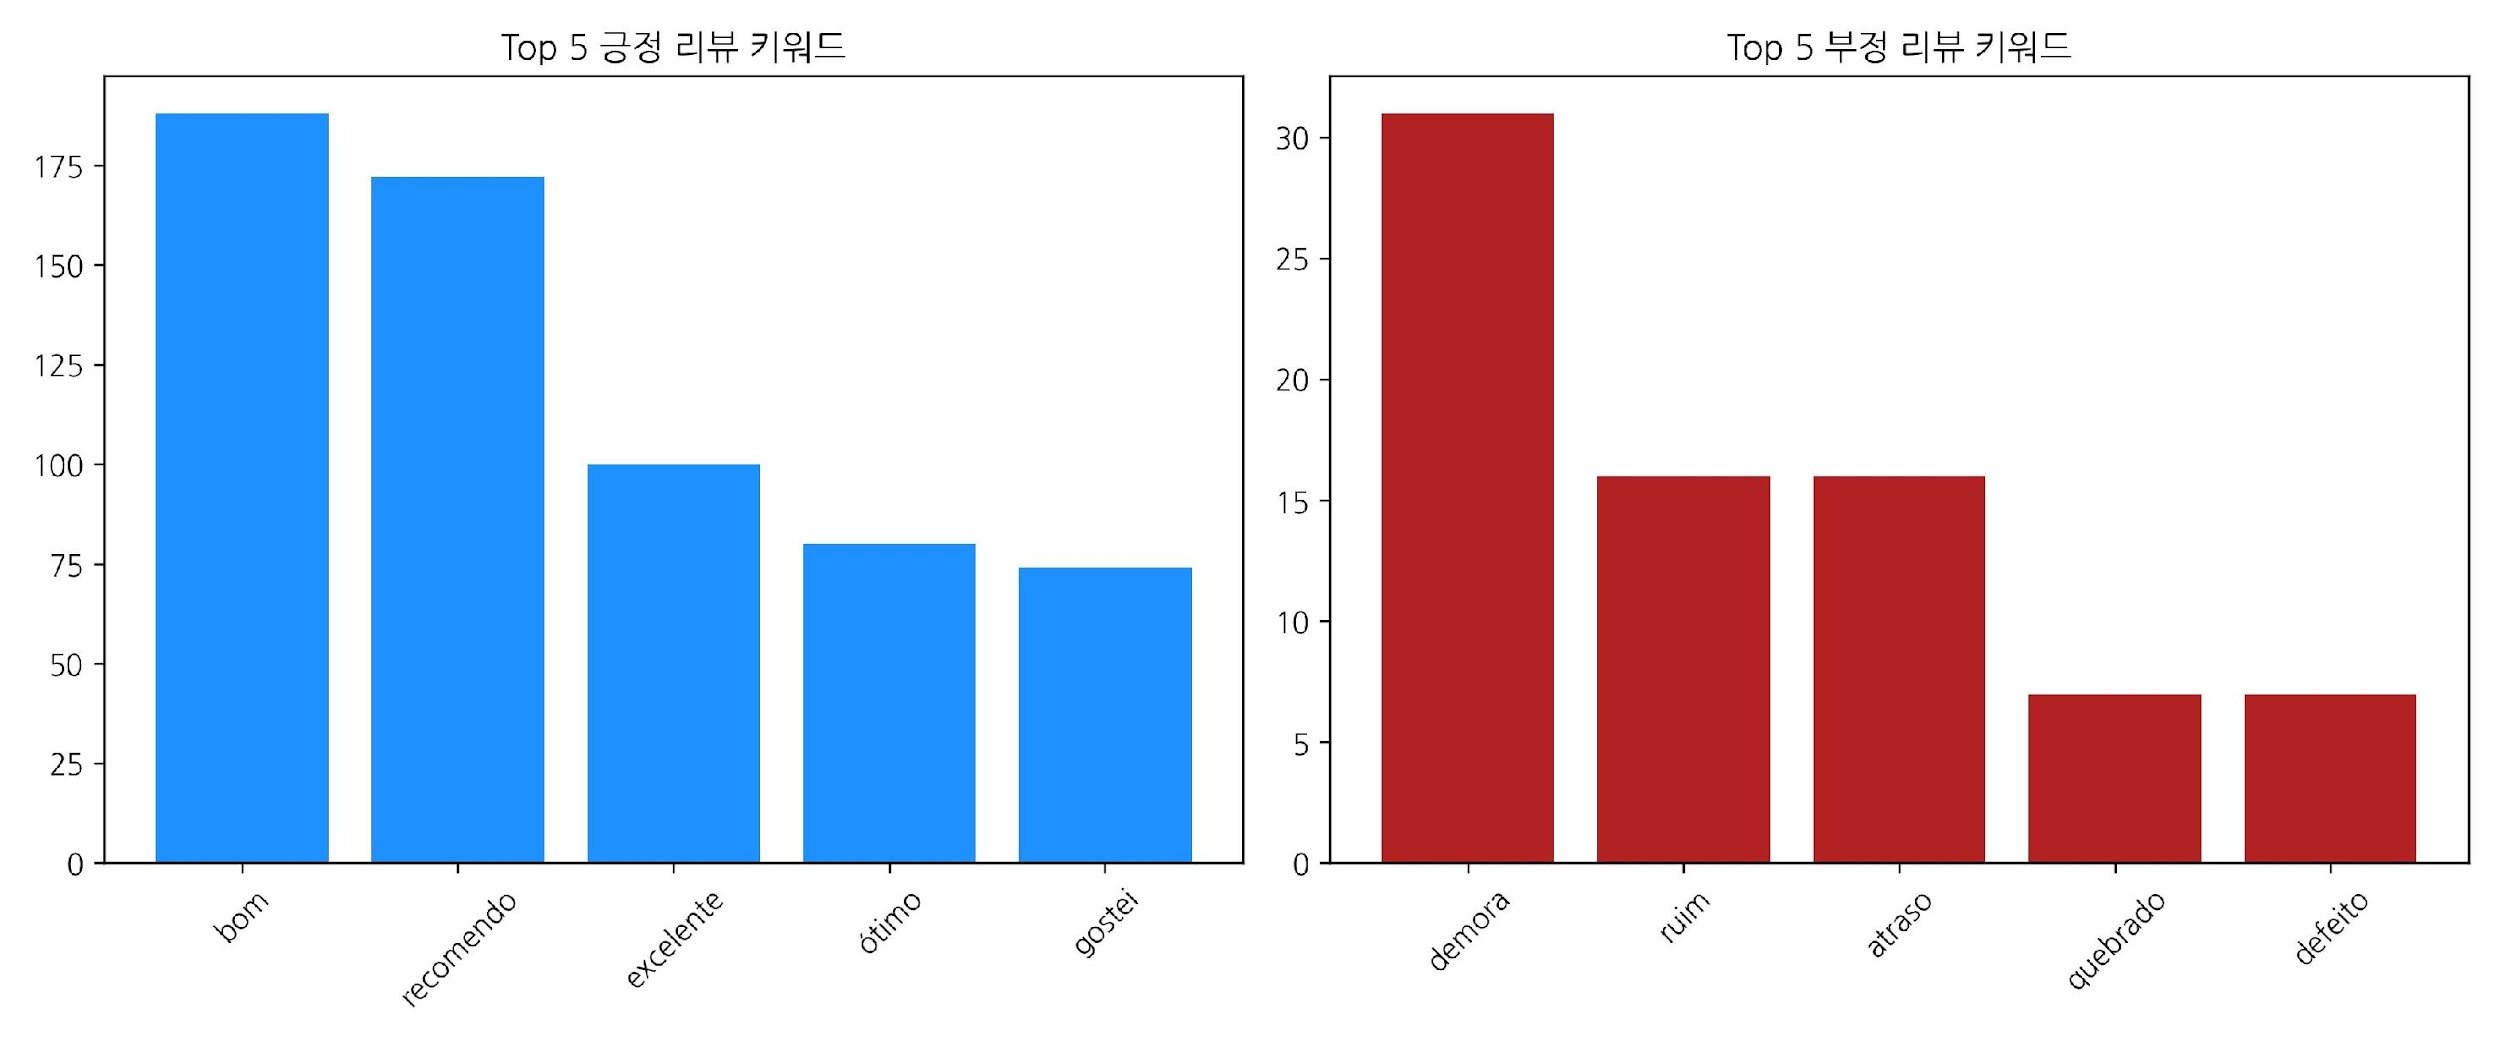 Top 5 긍정 리뷰 키워드
175
150
125
100
75
50
25
0
bom
recomendo
excelente
ótimo
gostei
Top 5 부정 리뷰 키워드
30
25
20
15
10
5
0
demora
ruim
atraso
quebrado
defeito